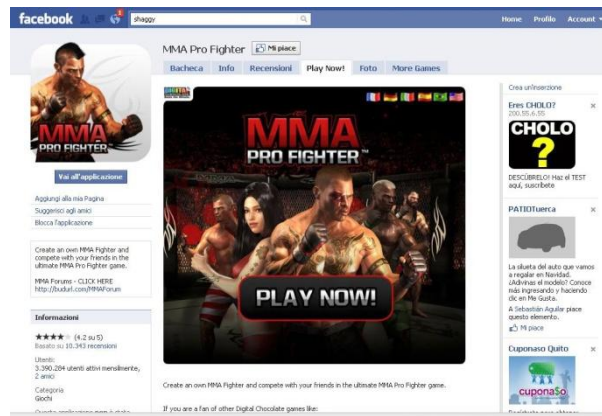 facebook
shaggy
Home Profilo Account
MMA Pro Fighter
Mi piace
Bacheca Info Recensioni Play Now! Foto More Games
MMA
PRO FIGHTER
Vai all'applicazione
Aggiungi alla mia Pagina
Suggerisci agli amici
Blocca l'applicazione
Create an own MMA Fighter and
compete with your friends in the
ultimate MMA Pro Fighter game.
MMA Forums - CLICK HERE
http://budurl.com/MMAForum
Informazioni
(4.2 su 5)
Basato su 10.343 recensioni
Utenti:
3.390.284 utenti attivi mensilmente,
2 amici
Categoria
Giochi
MMA
PRO FIGHTER
PLAY NOW!
Create an own MMA Fighter and compete with your friends in the ultimate MMA Pro Fighter game.
If you are a fan of other Digital Chocolate games like:
Crea un'inserzione
Eres CHOLO?
200.55.6.55
CHOLO
?
DESCÚBRELO! Haz el TEST
aquí, suscribete
PATIOTuerca
La silueta del auto que vamos
a regalar en Navidad.
¿Adivinas el modelo? Conoce
más ingresando y haciendo
clic en Me Gusta.
A Sebastián Aguilar piace
questo elemento.
Mi piace
Cuponaso Quito
cuponaSo